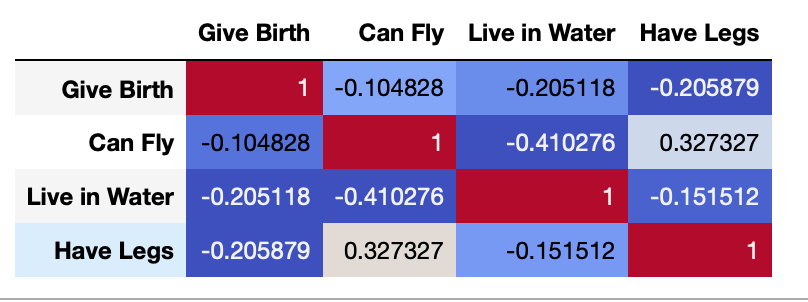 Give Birth Can Fly Live in Water Have Legs
Give Birth 1 -0.104828 -0.205118 -0.205879
Can Fly -0.104828 1 -0.410276 0.327327
Live in Water -0.205118 -0.410276 1 -0.151512
Have Legs -0.205879 0.327327 -0.151512 1